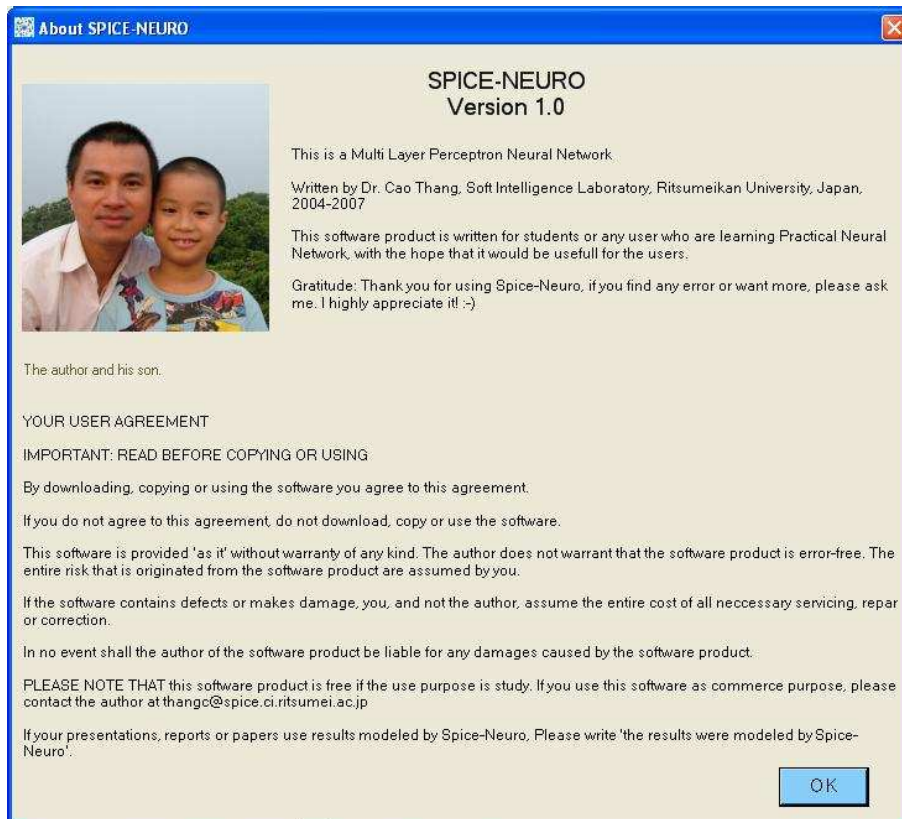 About SPICE-NEURO
SPICE-NEURO
Version 1.0
This is a Multi Layer Perceptron Neural Network
Written by Dr. Cao Thang, Soft Intelligence Laboratory, Ritsumeikan University, Japan,
2004-2007
This software product is written for students or any user who are learning Practical Neural
Network, with the hope that it would be usefull for the users.
Gratitude: Thank you for using Spice-Neuro, if you find any error or want more, please ask
me. I highly appreciate it! :-)
The author and his son.
YOUR USER AGREEMENT
IMPORTANT: READ BEFORE COPYING OR USING
By downloading, copying or using the software you agree to this agreement.
If you do not agree to this agreement, do not download, copy or use the software.
This software is provided 'as it' without warranty of any kind. The author does not warrant that the software product is error-free. The
entire risk that is originated from the software product are assumed by you.
If the software contains defects or makes damage, you, and not the author, assume the entire cost of all neccessary servicing, repar
or correction.
In no event shall the author of the software product be liable for any damages caused by the software product.
PLEASE NOTE THAT this software product is free if the use purpose is study. If you use this software as commerce purpose, please
contact the author at thangc@spice.ci.ritsumei.ac.jp
If your presentations, reports or papers use results modeled by Spice-Neuro, Please write 'the results were modeled by Spice-
Neuro'.
OK